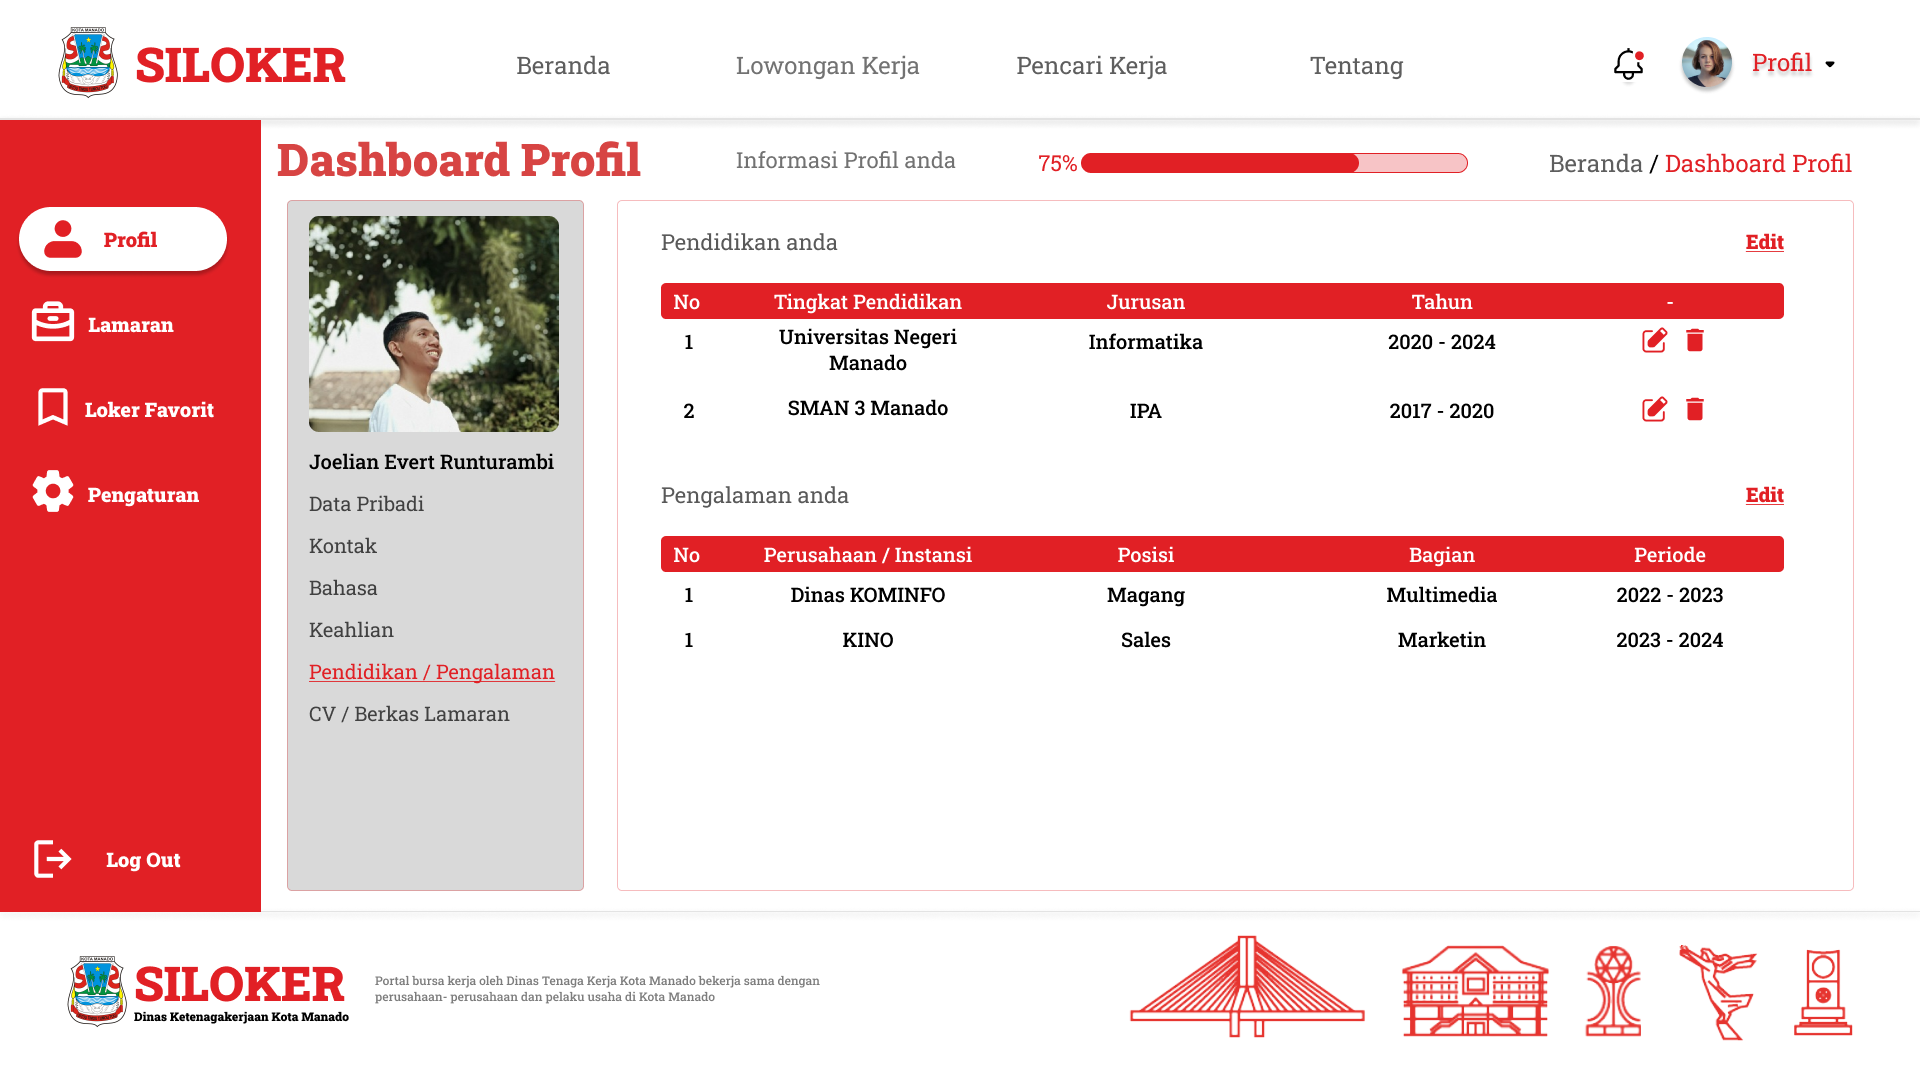 KOTA MANADO
SILOKER
Beranda
Lowongan Kerja
Pencari Kerja
Tentang
Profil
Dashboard Profil
Informasi Profil anda
75%
Beranda / Dashboard Profil
Profil
Lamaran
Loker Favorit
Pengaturan
Log Out
Joelian Evert Runturambi
Data Pribadi
Kontak
Bahasa
Keahlian
Pendidikan / Pengalaman
CV / Berkas Lamaran
Pendidikan anda
Edit
No Tingkat Pendidikan Jurusan Tahun -
1 Universitas Negeri Manado Informatika 2020 - 2024
2 SMAN 3 Manado IPA 2017 - 2020
Pengalaman anda
Edit
No Perusahaan / Instansi Posisi Bagian Periode
1 Dinas KOMINFO Magang Multimedia 2022 - 2023
1 KINO Sales Marketin 2023 - 2024
KOTA MANADO
SILOKER
Dinas Ketenagakerjaan Kota Manado
Portal bursa kerja oleh Dinas Tenaga Kerja Kota Manado bekerja sama dengan
perusahaan- perusahaan dan pelaku usaha di Kota Manado